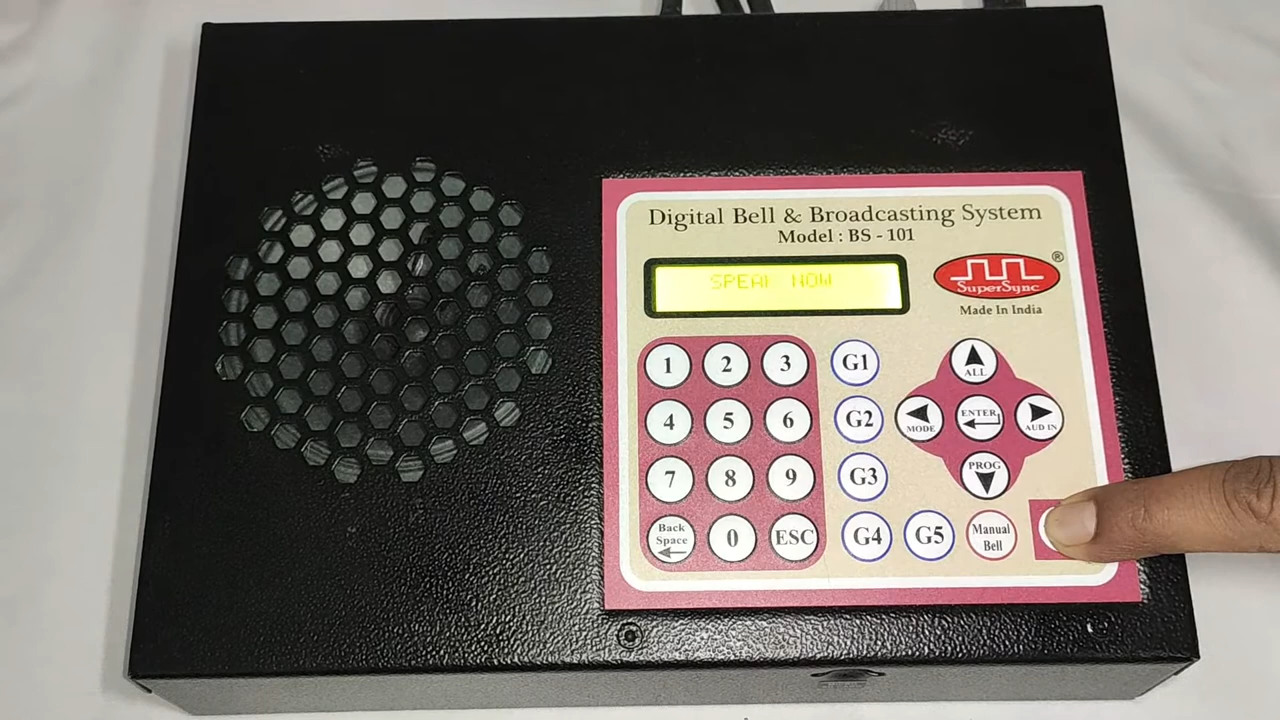 Digital Bell & Broadcasting System
Model : BS - 101
SPEAK NOW
SuperSync
®
Made In India
1 2 3 G1
ALL
4 5 6 G2
MODE ENTER AUD IN
7 8 9 G3
PROG
Back Space 0 ESC G4 G5 Manual Bell